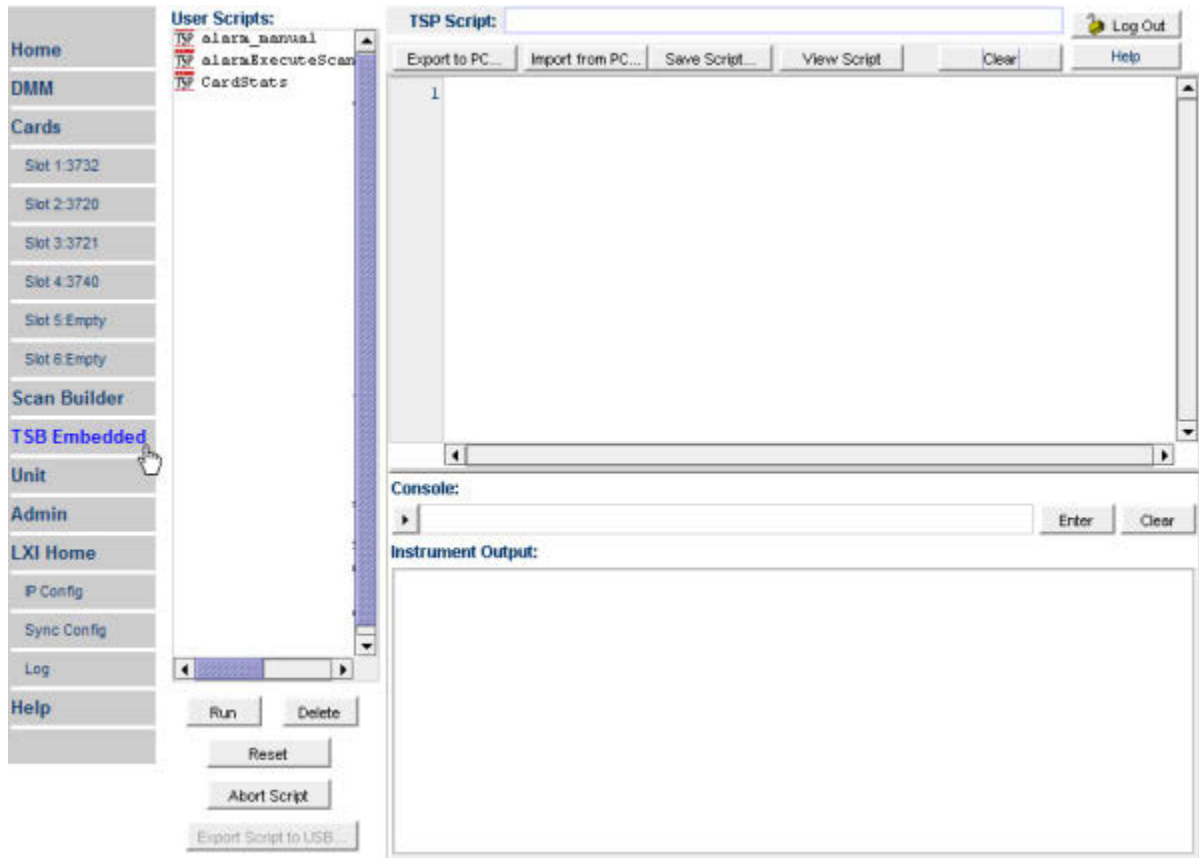 Home
DMM
Cards
Slot 1:3732
Slot 2:3720
Slot 3:3721
Slot 4:3740
Slot 5:Empty
Slot 6:Empty
Scan Builder
TSB Embedded
Unit
Admin
LXI Home
IP Config
Sync Config
Log
Help
User Scripts:
TSP alarm_manual
TSP alarmExecuteScan
TSP CardStats
Run
Delete
Reset
Abort Script
Export Script to USB...
TSP Script:
Log Out
Export to PC...
Import from PC...
Save Script...
View Script
Clear
Help
1
Console:
Enter
Clear
Instrument Output: